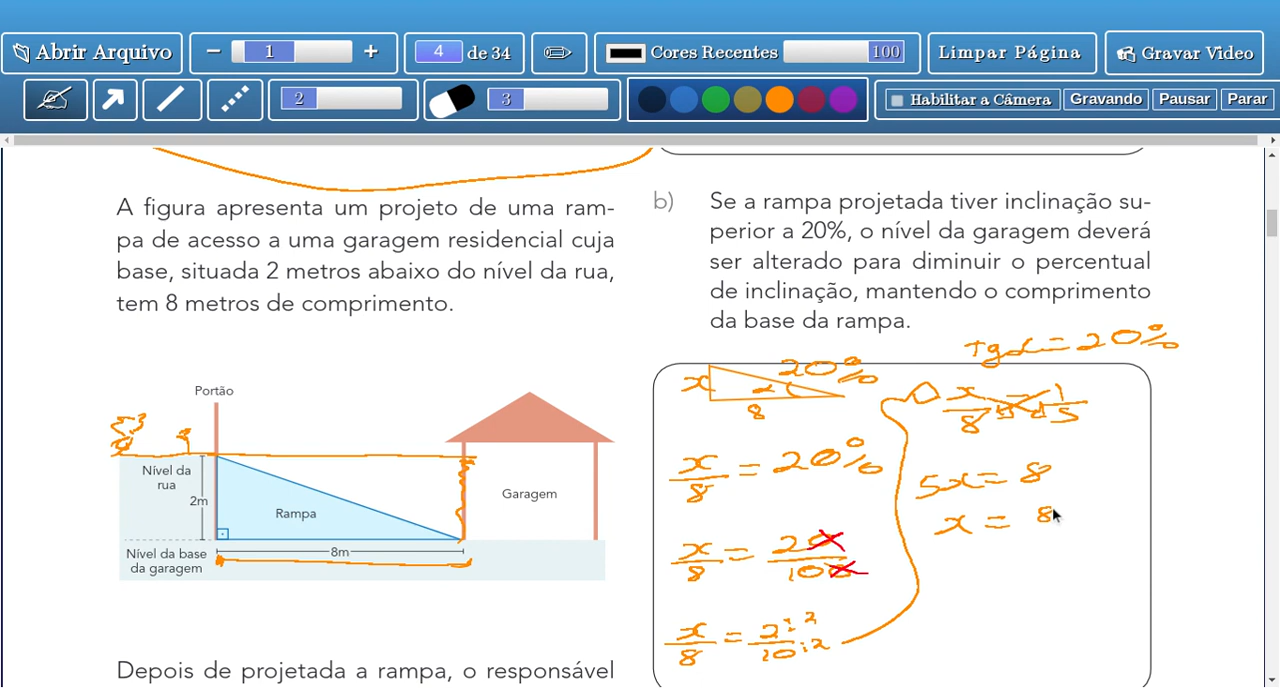 Abrir Arquivo − 1 + 4 de 34 Cores Recentes 100 Limpar Página Gravar Video
2 3 Habilitar a Câmera Gravando Pausar Parar
A figura apresenta um projeto de uma ram-
pa de acesso a uma garagem residencial cuja
base, situada 2 metros abaixo do nível da rua,
tem 8 metros de comprimento.
Portão
Nível da
rua
2m
Rampa
Garagem
8m
Nível da base
da garagem
Depois de projetada a rampa, o responsável
b) Se a rampa projetada tiver inclinação su-
perior a 20%, o nível da garagem deverá
ser alterado para diminuir o percentual
de inclinação, mantendo o comprimento
da base da rampa.
tgα = 20%
x 20%
α
8
x/8 = 20%
x/8 = 20/100
x/8 = 2:2/10:2
x/8 = 1/5
5x = 8
x = 8